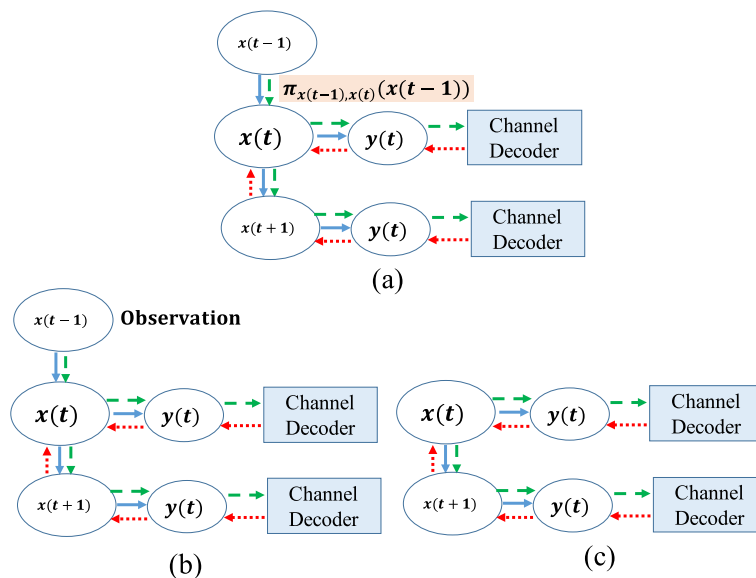 x(t−1)
π_{x(t−1),x(t)}(x(t−1))
x(t)
y(t)
Channel
Decoder
x(t+1)
y(t)
Channel
Decoder
(a)
x(t−1)
Observation
x(t)
y(t)
Channel
Decoder
x(t+1)
y(t)
Channel
Decoder
(b)
x(t)
y(t)
Channel
Decoder
x(t+1)
y(t)
Channel
Decoder
(c)